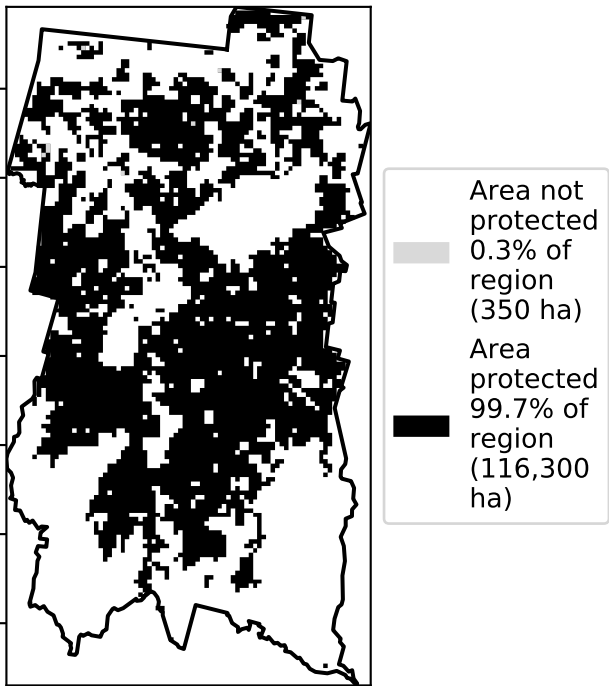 Area not
protected
0.3% of
region
(350 ha)
Area
protected
99.7% of
region
(116,300
ha)